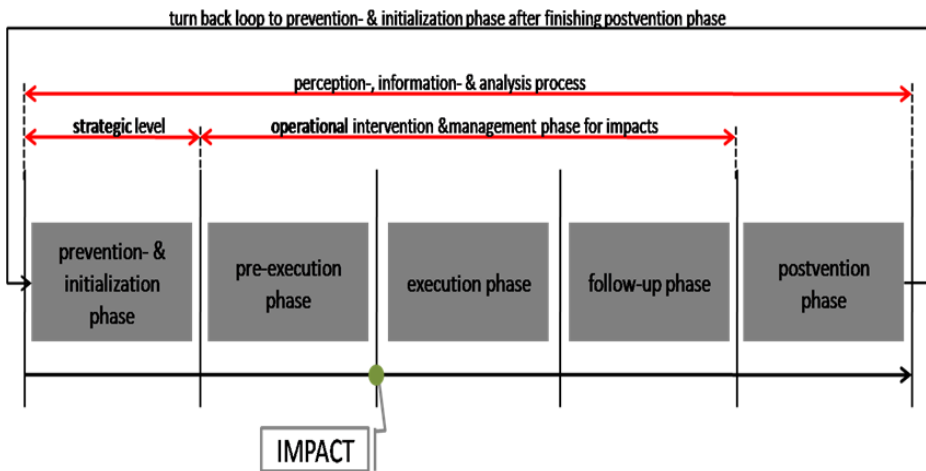 turn back loop to prevention- & initialization phase after finishing postvention phase
perception-, information- & analysis process
strategic level
operational intervention &management phase for impacts
prevention- &
initialization
phase
pre-execution
phase
execution phase
follow-up phase
postvention
phase
IMPACT